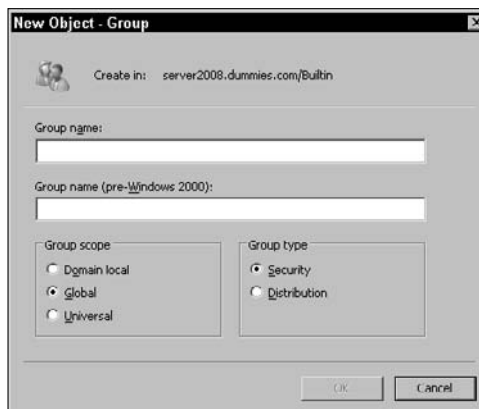 New Object - Group
Create in: server2008.dummies.com/Builtin
Group name:
Group name (pre-Windows 2000):
Group scope
Domain local
Global
Universal
Group type
Security
Distribution
OK
Cancel